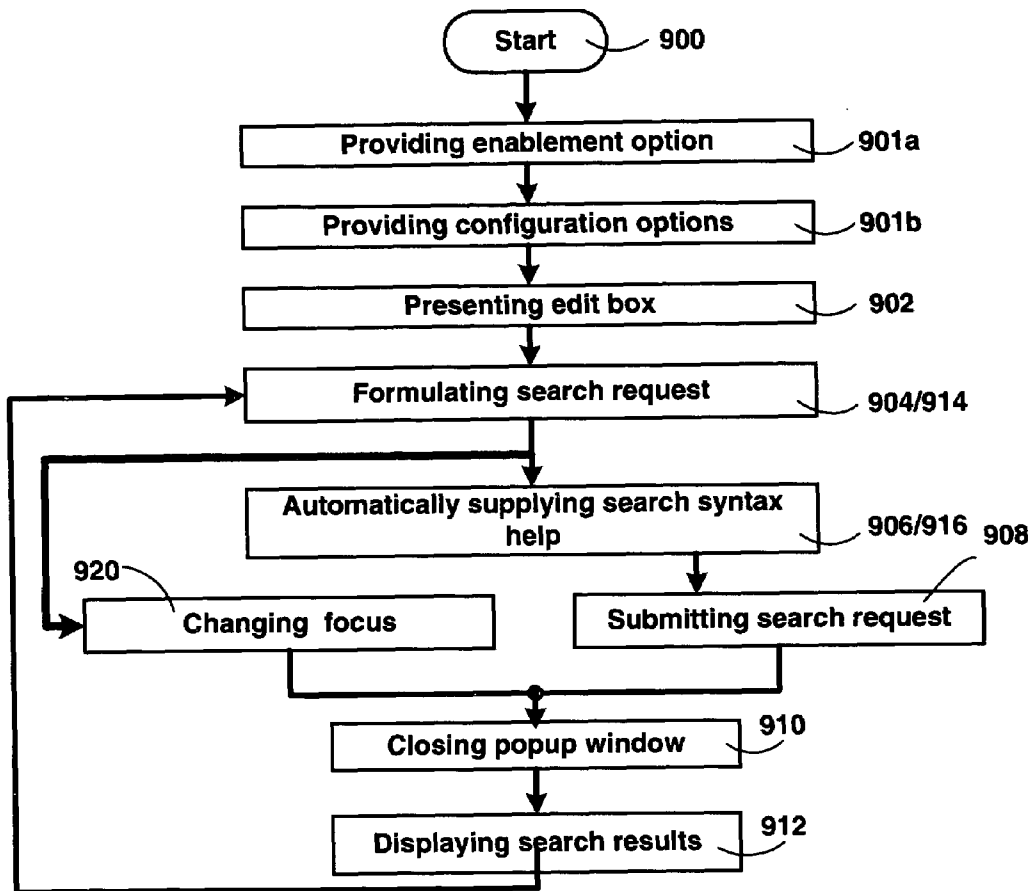 Start
900
Providing enablement option
901a
Providing configuration options
901b
Presenting edit box
902
Formulating search request
904/914
Automatically supplying search syntax
help
906/916
908
920
Changing focus
Submitting search request
Closing popup window
910
Displaying search results
912